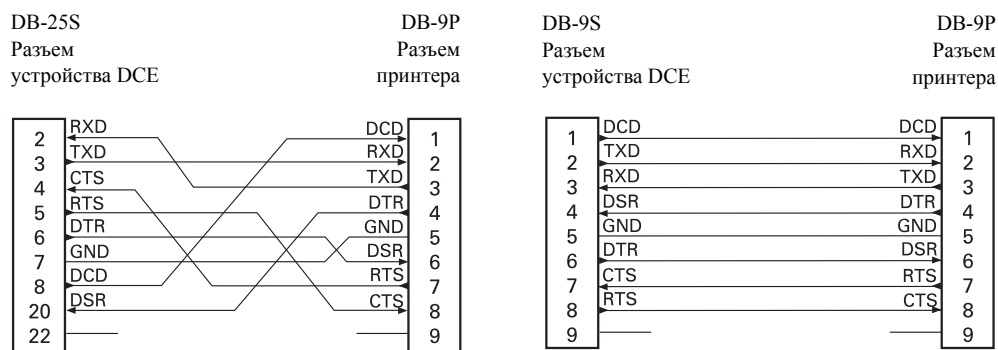 DB-25S DB-9P
Разъем Разъем
устройства DCE принтера
2 RXD DCD 1
3 TXD RXD 2
4 CTS TXD 3
5 RTS DTR 4
6 DTR GND 5
7 GND DSR 6
8 DCD RTS 7
20 DSR CTS 8
22 9
DB-9S DB-9P
Разъем Разъем
устройства DCE принтера
1 DCD DCD 1
2 TXD RXD 2
3 RXD TXD 3
4 DSR DTR 4
5 GND GND 5
6 DTR DSR 6
7 CTS RTS 7
8 RTS CTS 8
9 9